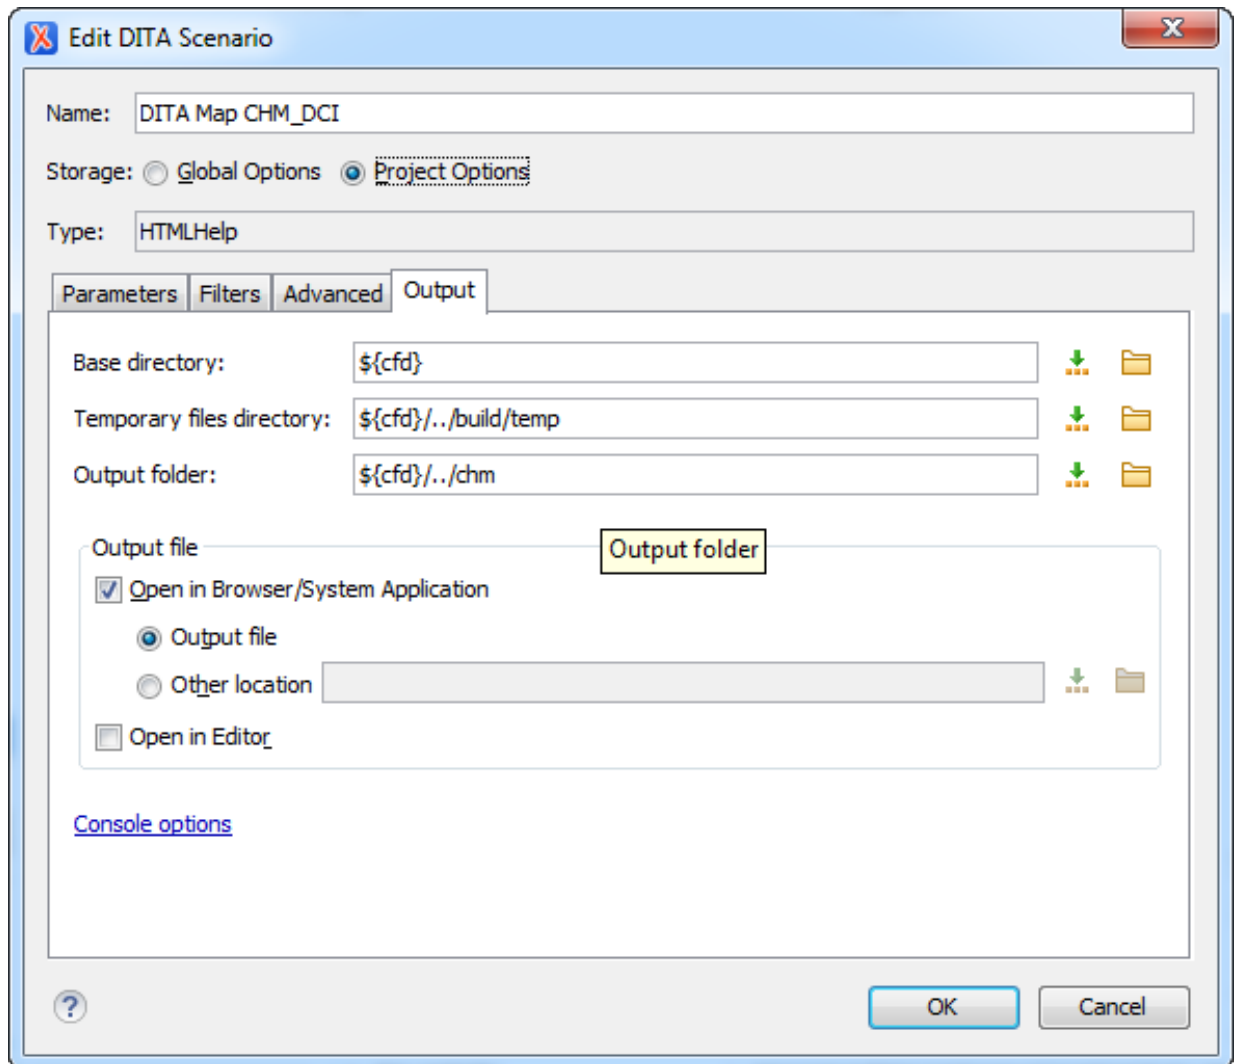 Edit DITA Scenario
Name: DITA Map CHM_DCI
Storage: Global Options Project Options
Type: HTMLHelp
Parameters Filters Advanced Output
Base directory: ${cfd}
Temporary files directory: ${cfd}/../build/temp
Output folder: ${cfd}/../chm
Output file
Output folder
Open in Browser/System Application
Output file
Other location
Open in Editor
Console options
? OK Cancel